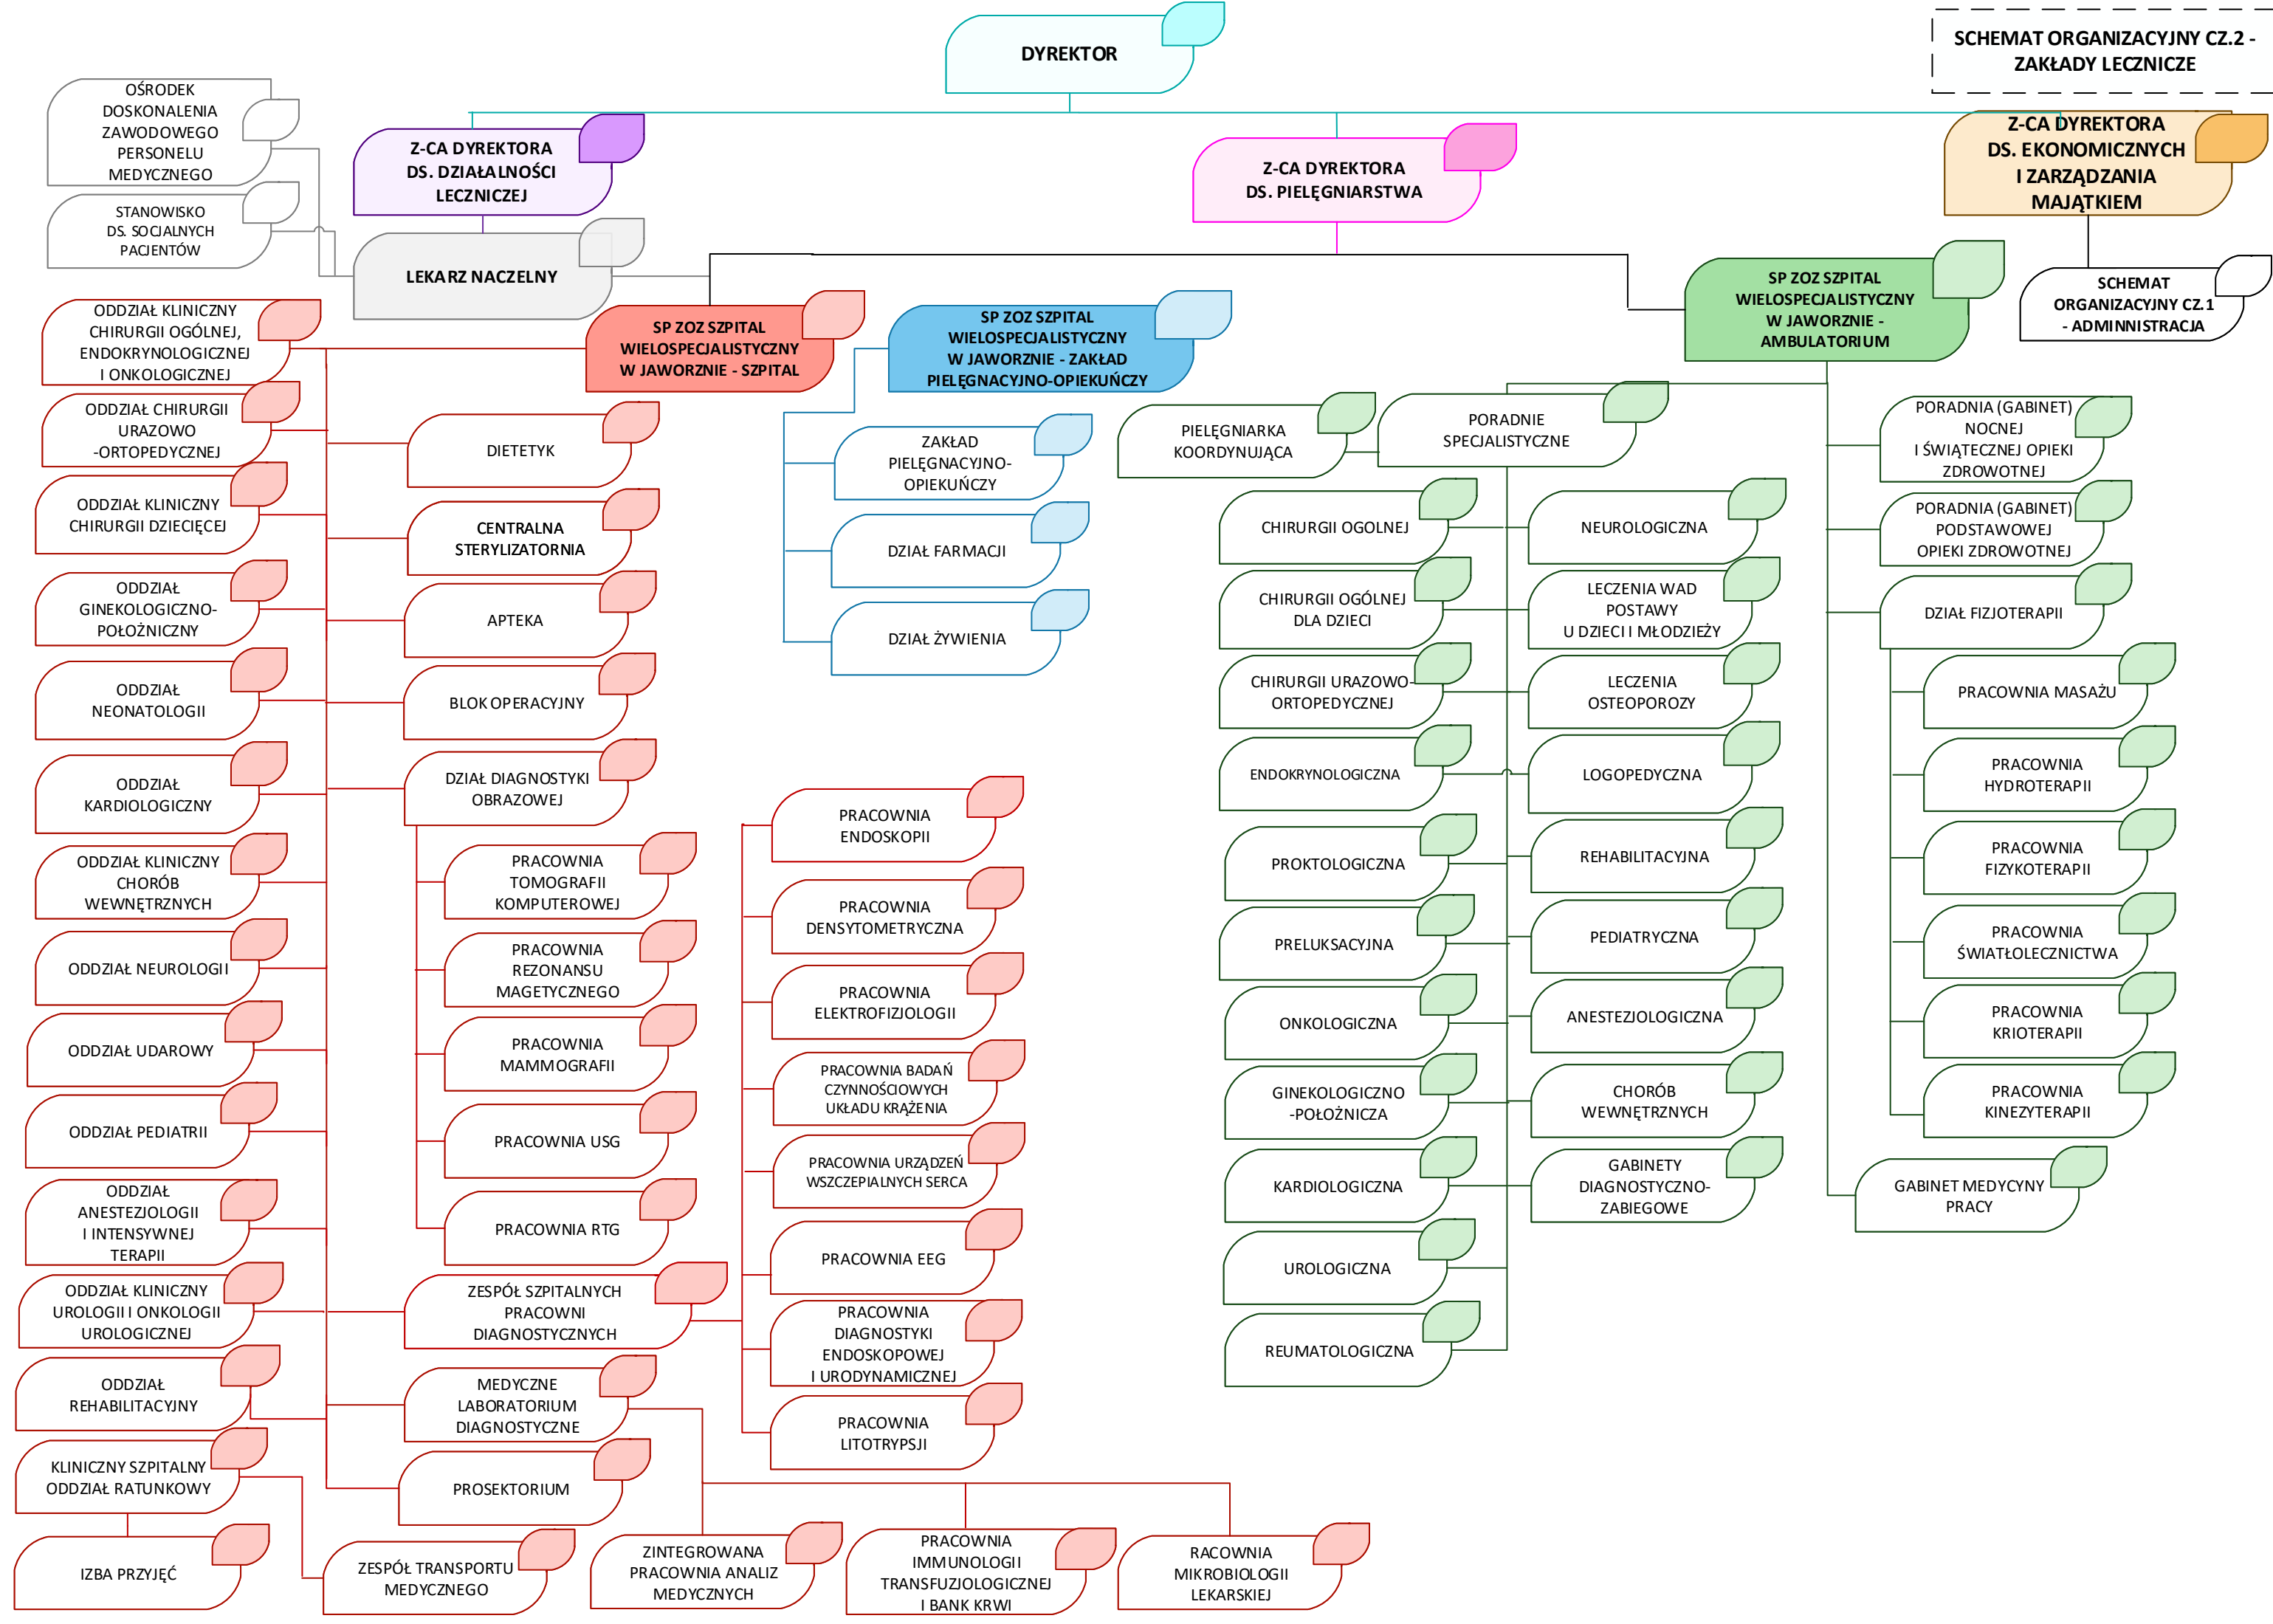 DYREKTOR
SCHEMAT ORGANIZACYJNY CZ.2 -
ZAKŁADY LECZNICZE
OŚRODEK
DOSKONALENIA
ZAWODOWEGO
PERSONELU
MEDYCZNEGO
STANOWISKO
DS. SOCJALNYCH
PACJENTÓW
Z-CA DYREKTORA
DS. DZIAŁALNOŚCI
LECZNICZEJ
LEKARZ NACZELNY
Z-CA DYREKTORA
DS. PIELĘGNIARSTWA
Z-CA DYREKTORA
DS. EKONOMICZNYCH
I ZARZĄDZANIA
MAJĄTKIEM
SCHEMAT
ORGANIZACYJNY CZ.1
- ADMINNISTRACJA
SP ZOZ SZPITAL
WIELOSPECJALISTYCZNY
W JAWORZNIE - SZPITAL
SP ZOZ SZPITAL
WIELOSPECJALISTYCZNY
W JAWORZNIE - ZAKŁAD
PIELĘGNACYJNO-OPIEKUŃCZY
SP ZOZ SZPITAL
WIELOSPECJALISTYCZNY
W JAWORZNIE -
AMBULATORIUM
ODDZIAŁ KLINICZNY
CHIRURGII OGÓLNEJ,
ENDOKRYNOLOGICZNEJ
I ONKOLOGICZNEJ
ODDZIAŁ CHIRURGII
URAZOWO
-ORTOPEDYCZNEJ
ODDZIAŁ KLINICZNY
CHIRURGII DZIECIĘCEJ
ODDZIAŁ
GINEKOLOGICZNO-
POŁOŻNICZNY
ODDZIAŁ
NEONATOLOGII
ODDZIAŁ
KARDIOLOGICZNY
ODDZIAŁ KLINICZNY
CHORÓB
WEWNĘTRZNYCH
ODDZIAŁ NEUROLOGII
ODDZIAŁ UDAROWY
ODDZIAŁ PEDIATRII
ODDZIAŁ
ANESTEZJOLOGII
I INTENSYWNEJ
TERAPII
ODDZIAŁ KLINICZNY
UROLOGII I ONKOLOGII
UROLOGICZNEJ
ODDZIAŁ
REHABILITACYJNY
KLINICZNY SZPITALNY
ODDZIAŁ RATUNKOWY
IZBA PRZYJĘĆ
DIETETYK
CENTRALNA
STERYLIZATORNIA
APTEKA
BLOK OPERACYJNY
DZIAŁ DIAGNOSTYKI
OBRAZOWEJ
PRACOWNIA
TOMOGRAFII
KOMPUTEROWEJ
PRACOWNIA
REZONANSU
MAGETYCZNEGO
PRACOWNIA
MAMMOGRAFII
PRACOWNIA USG
PRACOWNIA RTG
ZESPÓŁ SZPITALNYCH
PRACOWNI
DIAGNOSTYCZNYCH
MEDYCZNE
LABORATORIUM
DIAGNOSTYCZNE
PROSEKTORIUM
ZESPÓŁ TRANSPORTU
MEDYCZNEGO
ZINTEGROWANA
PRACOWNIA ANALIZ
MEDYCZNYCH
PRACOWNIA
IMMUNOLOGII
TRANSFUZJOLOGICZNEJ
I BANK KRWI
RACOWNIA
MIKROBIOLOGII
LEKARSKIEJ
PRACOWNIA
ENDOSKOPII
PRACOWNIA
DENSYTOMETRYCZNA
PRACOWNIA
ELEKTROFIZJOLOGII
PRACOWNIA BADAŃ
CZYNNOŚCIOWYCH
UKŁADU KRĄŻENIA
PRACOWNIA URZĄDZEŃ
WSZCZEPIALNYCH SERCA
PRACOWNIA EEG
PRACOWNIA
DIAGNOSTYKI
ENDOSKOPOWEJ
I URODYNAMICZNEJ
PRACOWNIA
LITOTRYPSJI
ZAKŁAD
PIELĘGNACYJNO-
OPIEKUŃCZY
DZIAŁ FARMACJI
DZIAŁ ŻYWIENIA
PIELĘGNIARKA
KOORDYNUJĄCA
PORADNIE
SPECJALISTYCZNE
CHIRURGII OGOLNEJ
CHIRURGII OGÓLNEJ
DLA DZIECI
CHIRURGII URAZOWO-
ORTOPEDYCZNEJ
ENDOKRYNOLOGICZNA
PROKTOLOGICZNA
PRELUKSACYJNA
ONKOLOGICZNA
GINEKOLOGICZNO
-POŁOŻNICZA
KARDIOLOGICZNA
UROLOGICZNA
REUMATOLOGICZNA
NEUROLOGICZNA
LECZENIA WAD
POSTAWY
U DZIECI I MŁODZIEŻY
LECZENIA
OSTEOPOROZY
LOGOPEDYCZNA
REHABILITACYJNA
PEDIATRYCZNA
ANESTEZJOLOGICZNA
CHORÓB
WEWNĘTRZNYCH
GABINETY
DIAGNOSTYCZNO-
ZABIEGOWE
PORADNIA (GABINET)
NOCNEJ
I ŚWIĄTECZNEJ OPIEKI
ZDROWOTNEJ
PORADNIA (GABINET)
PODSTAWOWEJ
OPIEKI ZDROWOTNEJ
DZIAŁ FIZJOTERAPII
PRACOWNIA MASAŻU
PRACOWNIA
HYDROTERAPII
PRACOWNIA
FIZYKOTERAPII
PRACOWNIA
ŚWIATŁOLECZNICTWA
PRACOWNIA
KRIOTERAPII
PRACOWNIA
KINEZYTERAPII
GABINET MEDYCYNY
PRACY